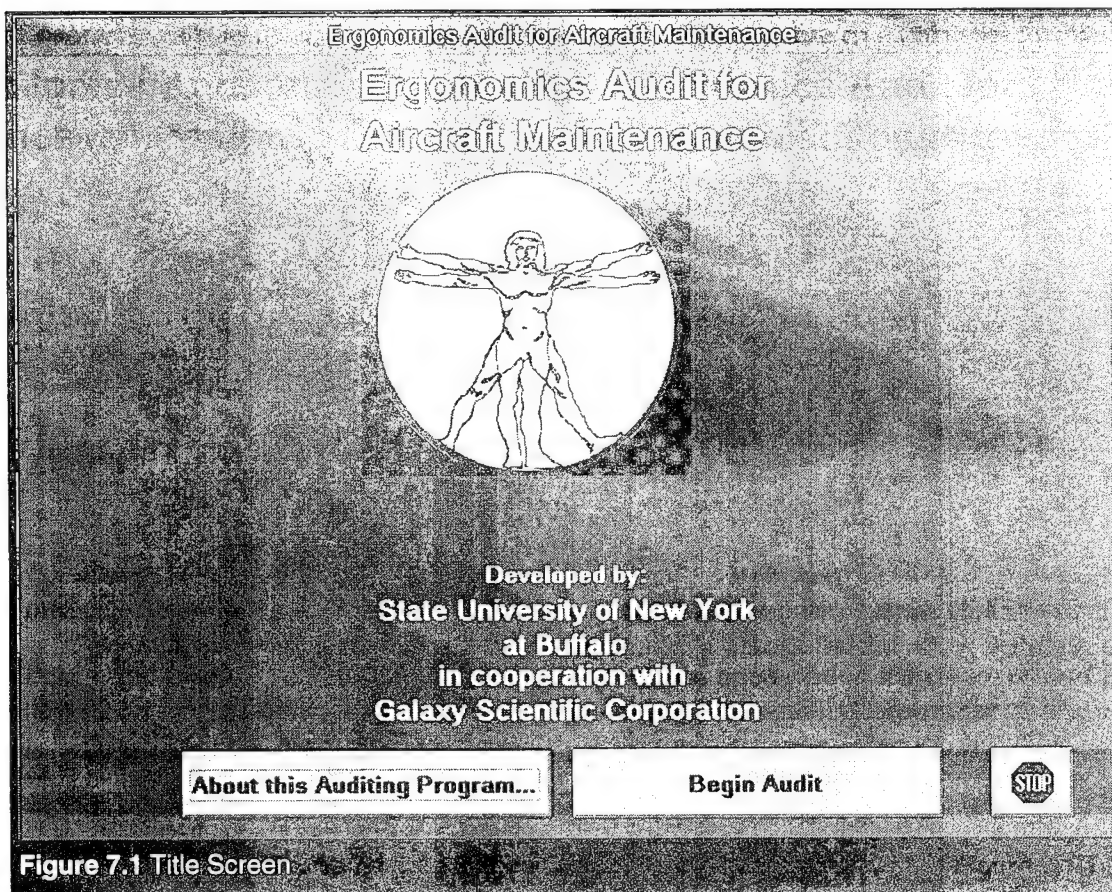 Ergonomics Audit for Aircraft Maintenance
Ergonomics Audit for
Aircraft Maintenance
Developed by:
State University of New York
at Buffalo
in cooperation with
Galaxy Scientific Corporation
About this Auditing Program...
Begin Audit
STOP
Figure 7.1 Title Screen